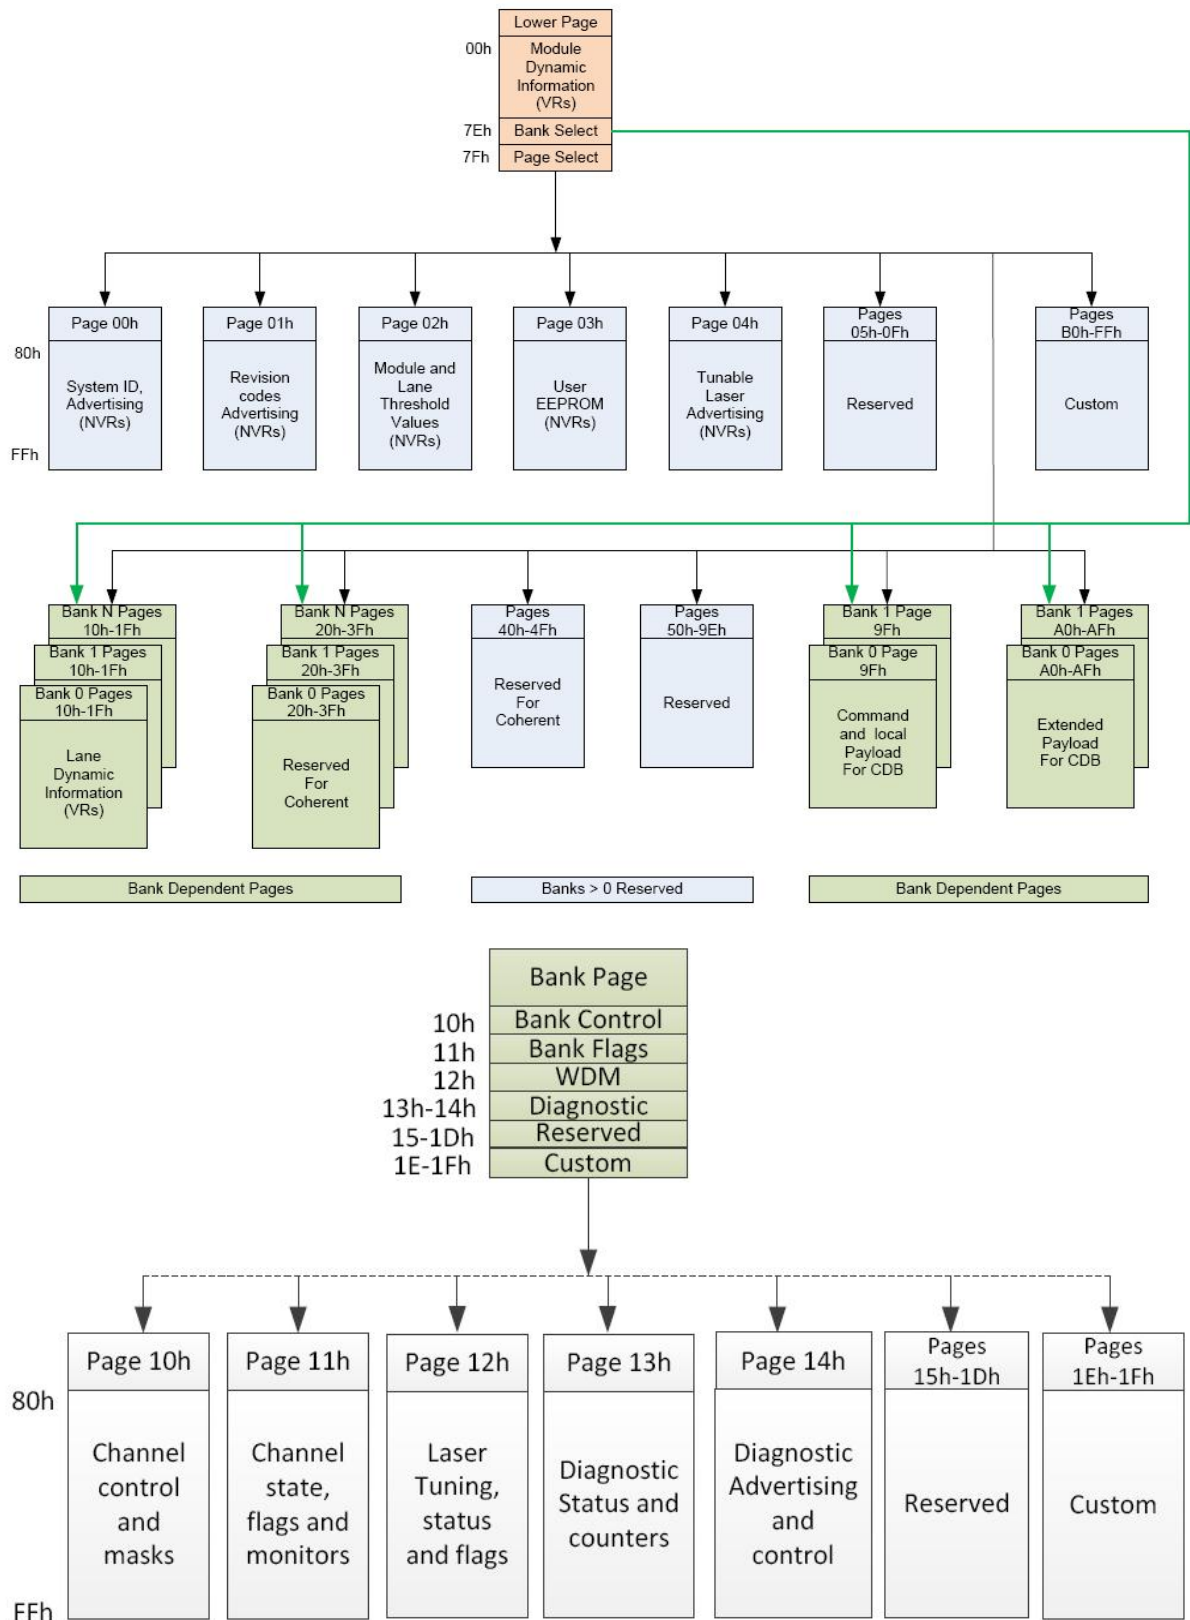 Lower Page
00h
Module
Dynamic
Information
(VRs)
7Eh
Bank Select
7Fh
Page Select
Page 00h
80h
System ID,
Advertising
(NVRs)
FFh
Page 01h
Revision
codes
Advertising
(NVRs)
Page 02h
Module and
Lane
Threshold
Values
(NVRs)
Page 03h
User
EEPROM
(NVRs)
Page 04h
Tunable
Laser
Advertising
(NVRs)
Pages
05h-0Fh
Reserved
Pages
B0h-FFh
Custom
Bank N Pages
10h-1Fh
Bank 1 Pages
10h-1Fh
Bank 0 Pages
10h-1Fh
Lane
Dynamic
Information
(VRs)
Bank N Pages
20h-3Fh
Bank 1 Pages
20h-3Fh
Bank 0 Pages
20h-3Fh
Reserved
For
Coherent
Pages
40h-4Fh
Reserved
For
Coherent
Pages
50h-9Eh
Reserved
Bank 1 Page
9Fh
Bank 0 Page
9Fh
Command
and local
Payload
For CDB
Bank 1 Pages
A0h-AFh
Bank 0 Pages
A0h-AFh
Extended
Payload
For CDB
Bank Dependent Pages
Banks > 0 Reserved
Bank Dependent Pages
Bank Page
10h
Bank Control
11h
Bank Flags
12h
WDM
13h-14h
Diagnostic
15-1Dh
Reserved
1E-1Fh
Custom
Page 10h
80h
Channel
control
and
masks
FFh
Page 11h
Channel
state,
flags and
monitors
Page 12h
Laser
Tuning,
status
and flags
Page 13h
Diagnostic
Status and
counters
Page 14h
Diagnostic
Advertising
and
control
Pages
15h-1Dh
Reserved
Pages
1Eh-1Fh
Custom